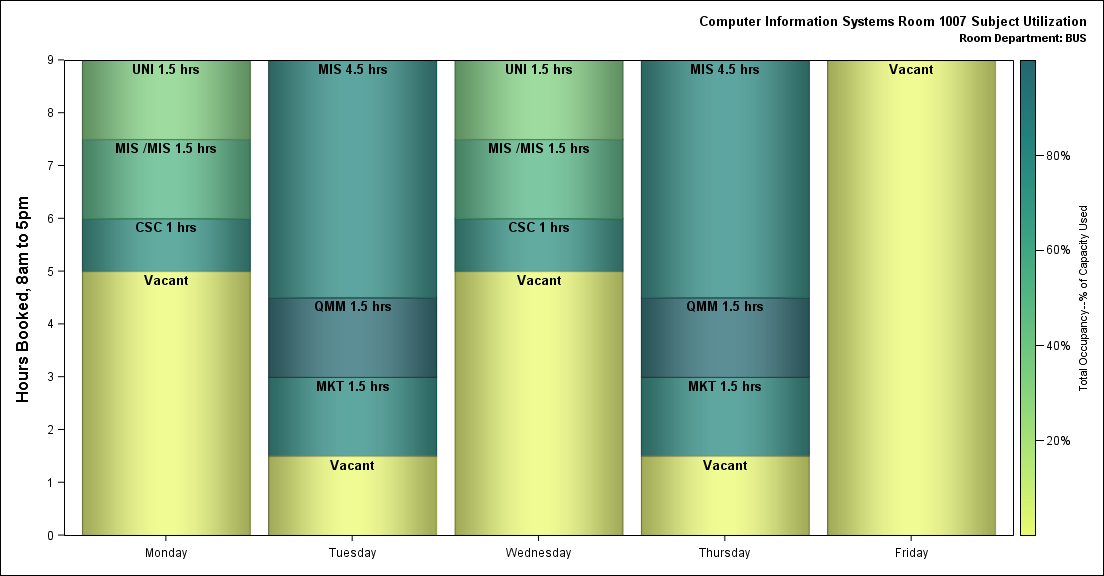 Computer Information Systems Room 1007 Subject Utilization
Room Department: BUS
Hours Booked, 8am to 5pm
9
8
7
6
5
4
3
2
1
0
UNI 1.5 hrs
MIS /MIS 1.5 hrs
CSC 1 hrs
Vacant
MIS 4.5 hrs
QMM 1.5 hrs
MKT 1.5 hrs
Vacant
UNI 1.5 hrs
MIS /MIS 1.5 hrs
CSC 1 hrs
Vacant
MIS 4.5 hrs
QMM 1.5 hrs
MKT 1.5 hrs
Vacant
Vacant
Monday
Tuesday
Wednesday
Thursday
Friday
80%
60%
40%
20%
Total Occupancy--% of Capacity Used